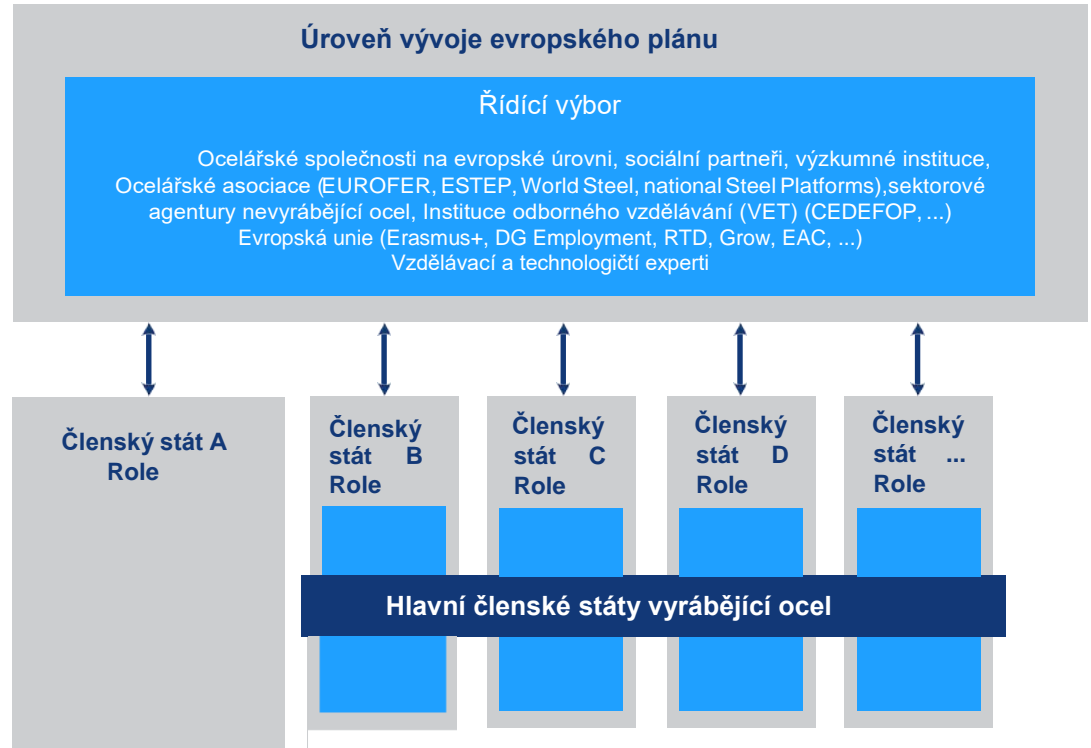 Úroveň vývoje evropského plánu
Řídící výbor
Ocelářské společnosti na evropské úrovni, sociální partneři, výzkumné instituce,
Ocelářské asociace (EUROFER, ESTEP, World Steel, national Steel Platforms),sektorové
agentury nevyrábějící ocel, Instituce odborného vzdělávání (VET) (CEDEFOP, ...)
Evropská unie (Erasmus+, DG Employment, RTD, Grow, EAC, ...)
Vzdělávací a technologičtí experti
Členský stát A
Role
Členský
stát B
Role
Členský
stát C
Role
Členský
stát D
Role
Členský
stát ...
Role
Hlavní členské státy vyrábějící ocel